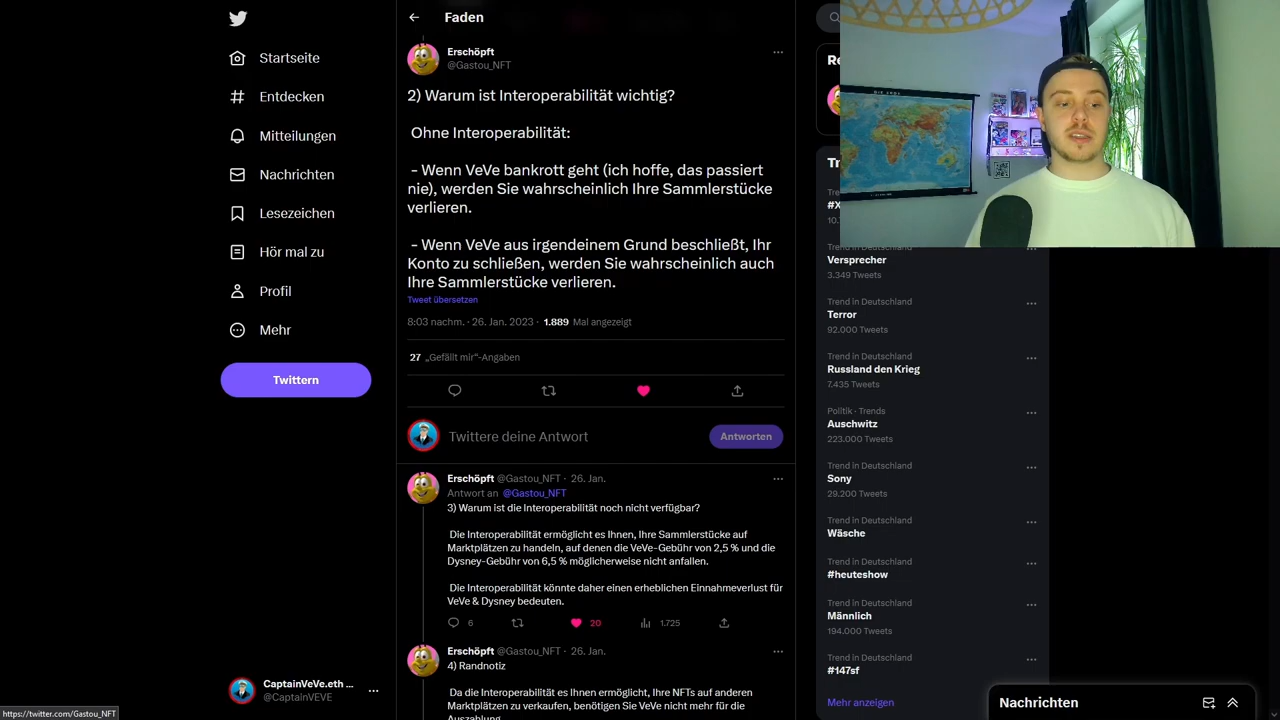 Startseite
Entdecken
Mitteilungen
Nachrichten
Lesezeichen
Hör mal zu
Profil
Mehr
Twittern
CaptainVeVe.eth ...
@CaptainVEVE
https://twitter.com/Gastou_NFT
Faden
Erschöpft
@Gastou_NFT
2) Warum ist Interoperabilität wichtig?
Ohne Interoperabilität:
- Wenn VeVe bankrott geht (ich hoffe, das passiert
nie), werden Sie wahrscheinlich Ihre Sammlerstücke
verlieren.
- Wenn VeVe aus irgendeinem Grund beschließt, Ihr
Konto zu schließen, werden Sie wahrscheinlich auch
Ihre Sammlerstücke verlieren.
Tweet übersetzen
8:03 nachm. · 26. Jan. 2023 · 1.889 Mal angezeigt
27 „Gefällt mir“-Angaben
Twittere deine Antwort
Antworten
Erschöpft @Gastou_NFT · 26. Jan.
Antwort an @Gastou_NFT
3) Warum ist die Interoperabilität noch nicht verfügbar?
Die Interoperabilität ermöglicht es Ihnen, Ihre Sammlerstücke auf
Marktplätzen zu handeln, auf denen die VeVe-Gebühr von 2,5 % und die
Dysney-Gebühr von 6,5 % möglicherweise nicht anfallen.
Die Interoperabilität könnte daher einen erheblichen Einnahmeverlust für
VeVe & Dysney bedeuten.
6 20 1.725
Erschöpft @Gastou_NFT · 26. Jan.
4) Randnotiz
Da die Interoperabilität es Ihnen ermöglicht, Ihre NFTs auf anderen
Marktplätzen zu verkaufen, benötigen Sie VeVe nicht mehr für die
Auszahlung
Re
Tr
Tre
#X
10.
Trend in Deutschland
Versprecher
3.349 Tweets
Trend in Deutschland
Terror
92.000 Tweets
Trend in Deutschland
Russland den Krieg
7.435 Tweets
Politik · Trends
Auschwitz
223.000 Tweets
Trend in Deutschland
Sony
29.200 Tweets
Trend in Deutschland
Wäsche
Trend in Deutschland
#heuteshow
Trend in Deutschland
Männlich
194.000 Tweets
Trend in Deutschland
#147sf
Mehr anzeigen
Nachrichten